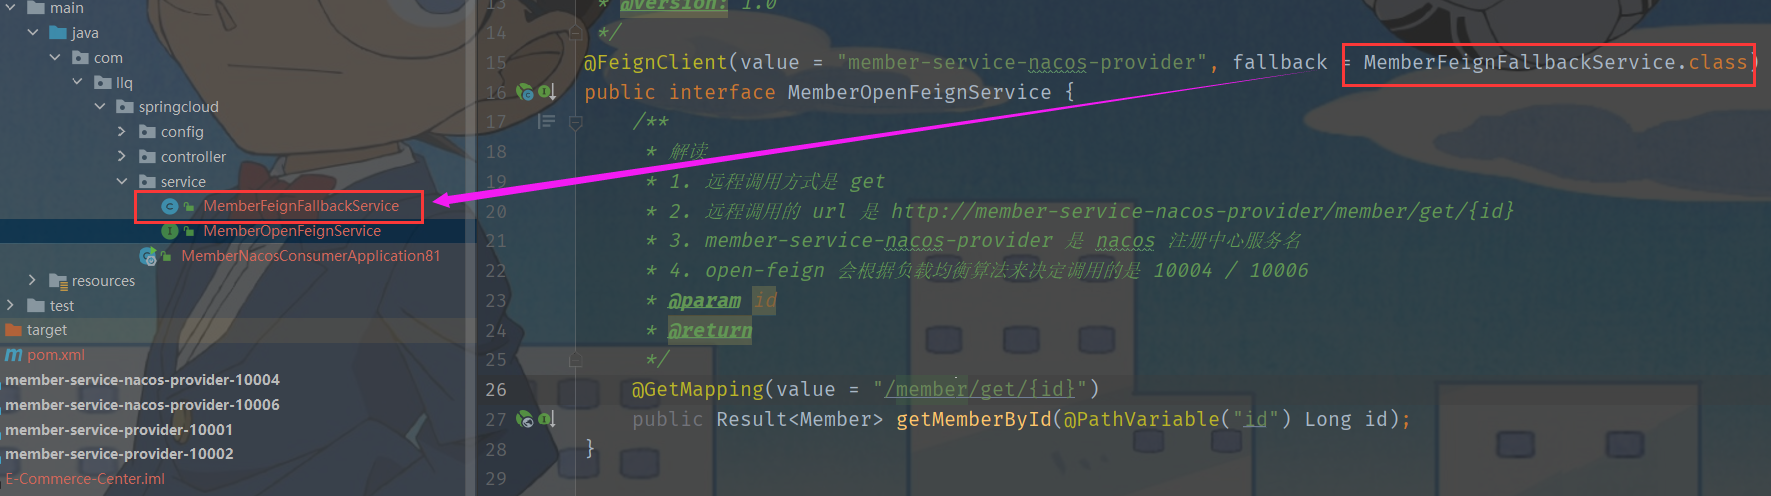 main
java
com
llq
springcloud
config
controller
service
MemberFeignFallbackService
MemberOpenFeignService
MemberNacosConsumerApplication81
resources
test
target
pom.xml
member-service-nacos-provider-10004
member-service-nacos-provider-10006
member-service-provider-10001
member-service-provider-10002
E-Commerce-Center.iml
13 * @version: 1.0
14 */
15 @FeignClient(value = "member-service-nacos-provider", fallback = MemberFeignFallbackService.class)
16 public interface MemberOpenFeignService {
17 /**
18 * 解读
19 * 1. 远程调用方式是 get
20 * 2. 远程调用的 url 是 http://member-service-nacos-provider/member/get/{id}
21 * 3. member-service-nacos-provider 是 nacos 注册中心服务名
22 * 4. open-feign 会根据负载均衡算法来决定调用的是 10004 / 10006
23 * @param id
24 * @return
25 */
26 @GetMapping(value = "/member/get/{id}")
27 public Result<Member> getMemberById(@PathVariable("id") Long id);
28 }
29